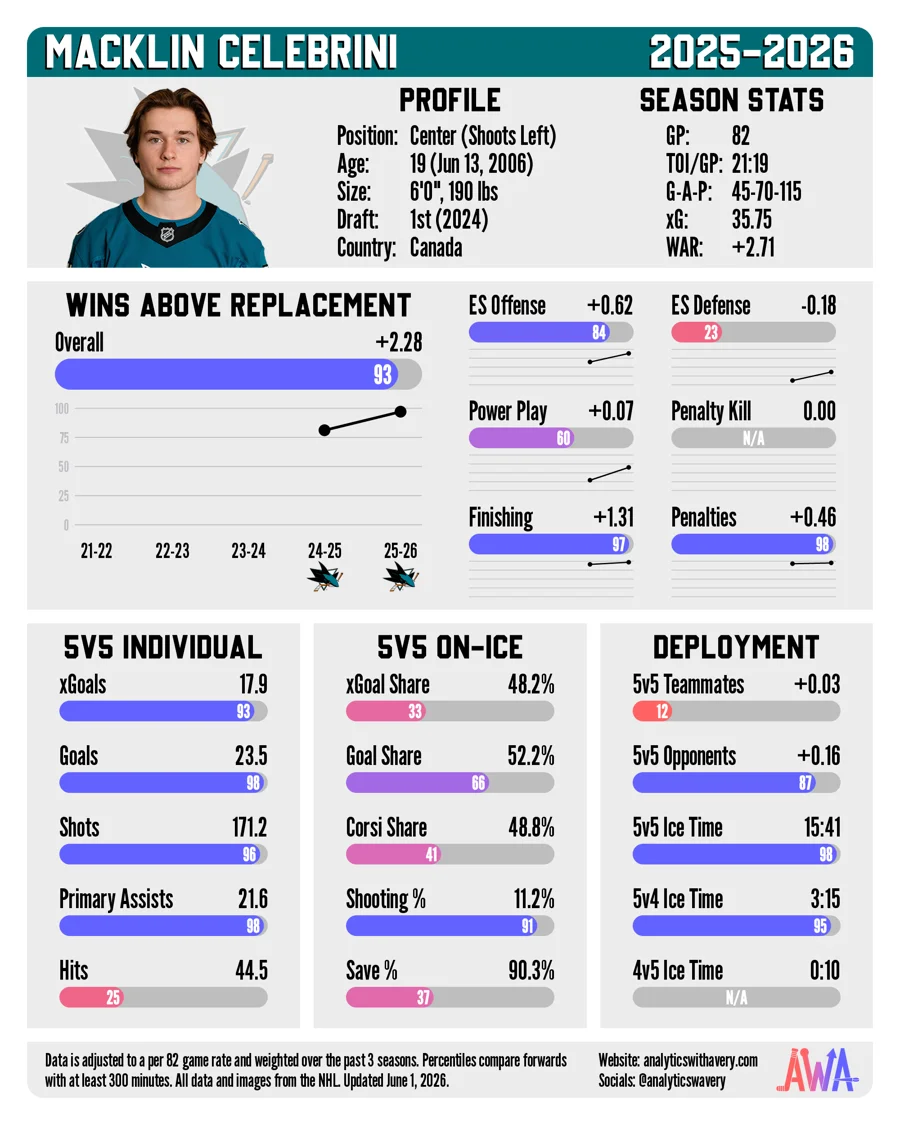 MACKLIN CELEBRINI 2025-2026
PROFILE
Position: Center (Shoots Left)
Age: 19 (Jun 13, 2006)
Size: 6'0", 190 lbs
Draft: 1st (2024)
Country: Canada
SEASON STATS
GP: 82
TOI/GP: 21:19
G-A-P: 45-70-115
xG: 35.75
WAR: +2.71
WINS ABOVE REPLACEMENT
Overall +2.28
93
100
75
50
25
0
21-22 22-23 23-24 24-25 25-26
ES Offense +0.62
84
ES Defense -0.18
23
Power Play +0.07
60
Penalty Kill 0.00
N/A
Finishing +1.31
97
Penalties +0.46
98
5V5 INDIVIDUAL
xGoals 17.9
93
Goals 23.5
98
Shots 171.2
96
Primary Assists 21.6
98
Hits 44.5
25
5V5 ON-ICE
xGoal Share 48.2%
33
Goal Share 52.2%
66
Corsi Share 48.8%
41
Shooting % 11.2%
91
Save % 90.3%
37
DEPLOYMENT
5v5 Teammates +0.03
12
5v5 Opponents +0.16
87
5v5 Ice Time 15:41
98
5v4 Ice Time 3:15
95
4v5 Ice Time 0:10
N/A
Data is adjusted to a per 82 game rate and weighted over the past 3 seasons. Percentiles compare forwards
with at least 300 minutes. All data and images from the NHL. Updated June 1, 2026.
Website: analyticswithavery.com
Socials: @analyticswavery
AWA